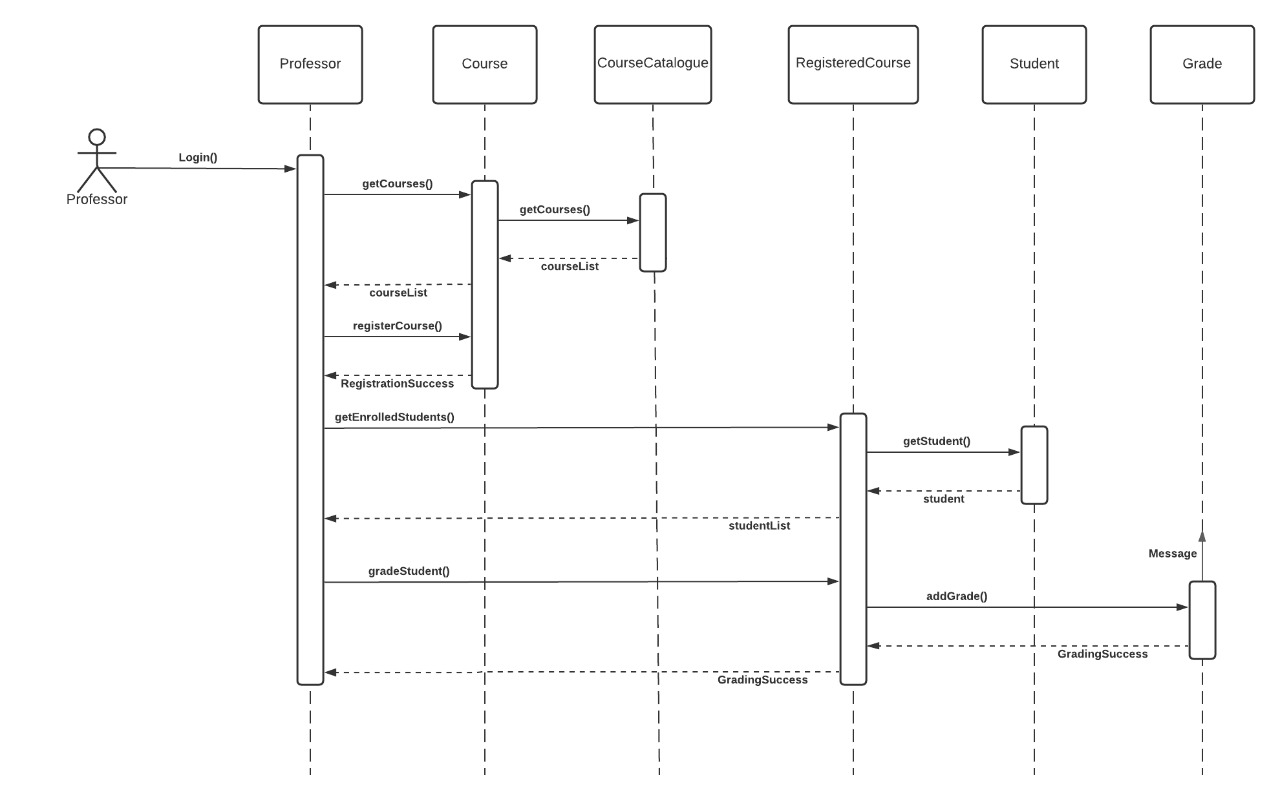 Professor
Course
CourseCatalogue
RegisteredCourse
Student
Grade
Login()
Professor
getCourses()
getCourses()
courseList
courseList
registerCourse()
RegistrationSuccess
getEnrolledStudents()
getStudent()
student
studentList
Message
gradeStudent()
addGrade()
GradingSuccess
GradingSuccess